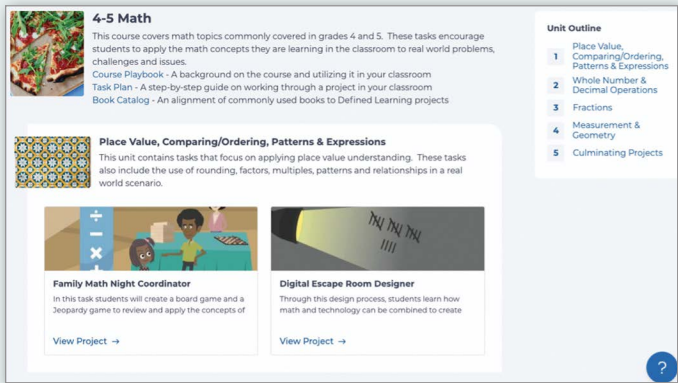 4-5 Math
This course covers math topics commonly covered in grades 4 and 5. These tasks encourage
students to apply the math concepts they are learning in the classroom to real world problems,
challenges and issues.
Course Playbook - A background on the course and utilizing it in your classroom
Task Plan - A step-by-step guide on working through a project in your classroom
Book Catalog - An alignment of commonly used books to Defined Learning projects
Place Value, Comparing/Ordering, Patterns & Expressions
This unit contains tasks that focus on applying place value understanding. These tasks
also include the use of rounding, factors, multiples, patterns and relationships in a real
world scenario.
Family Math Night Coordinator
In this task students will create a board game and a
Jeopardy game to review and apply the concepts of
View Project →
Digital Escape Room Designer
Through this design process, students learn how
math and technology can be combined to create
View Project →
Unit Outline
1 Place Value,
Comparing/Ordering,
Patterns & Expressions
2 Whole Number &
Decimal Operations
3 Fractions
4 Measurement &
Geometry
5 Culminating Projects
?